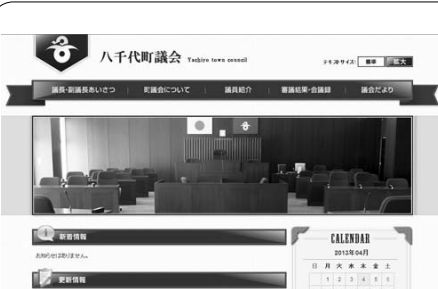 八千代町議会 Yachiyo town council
テキストサイズ: 標準 拡大
議長・副議長あいさつ 町議会について 議員紹介 審議結果・会議録 議会だより
新着情報
お知らせはありません。
更新情報
CALENDAR
2013年04月
日 月 火 水 木 金 土
1 2 3 4 5 6